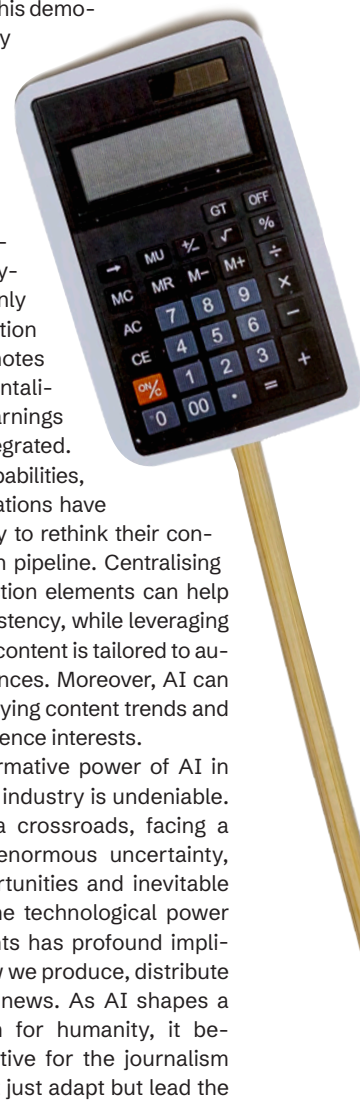 his demo-
y
-
y-
nly
tion
notes
ntali-
arnings
egrated.
pabilities,
ations have
y to rethink their con-
n pipeline. Centralising
tion elements can help
stency, while leveraging
content is tailored to au-
nces. Moreover, AI can
ying content trends and
ence interests.
rmative power of AI in
industry is undeniable.
a crossroads, facing a
enormous uncertainty,
rtunities and inevitable
ne technological power
nts has profound impli-
w we produce, distribute
news. As AI shapes a
n for humanity, it be-
tive for the journalism
just adapt but lead the
GT OFF
→ MU +/- √ %
MC MR M− M+ ÷
AC 7 8 9 ×
CE 4 5 6 −
ON/C 1 2 3 +
0 00 · =